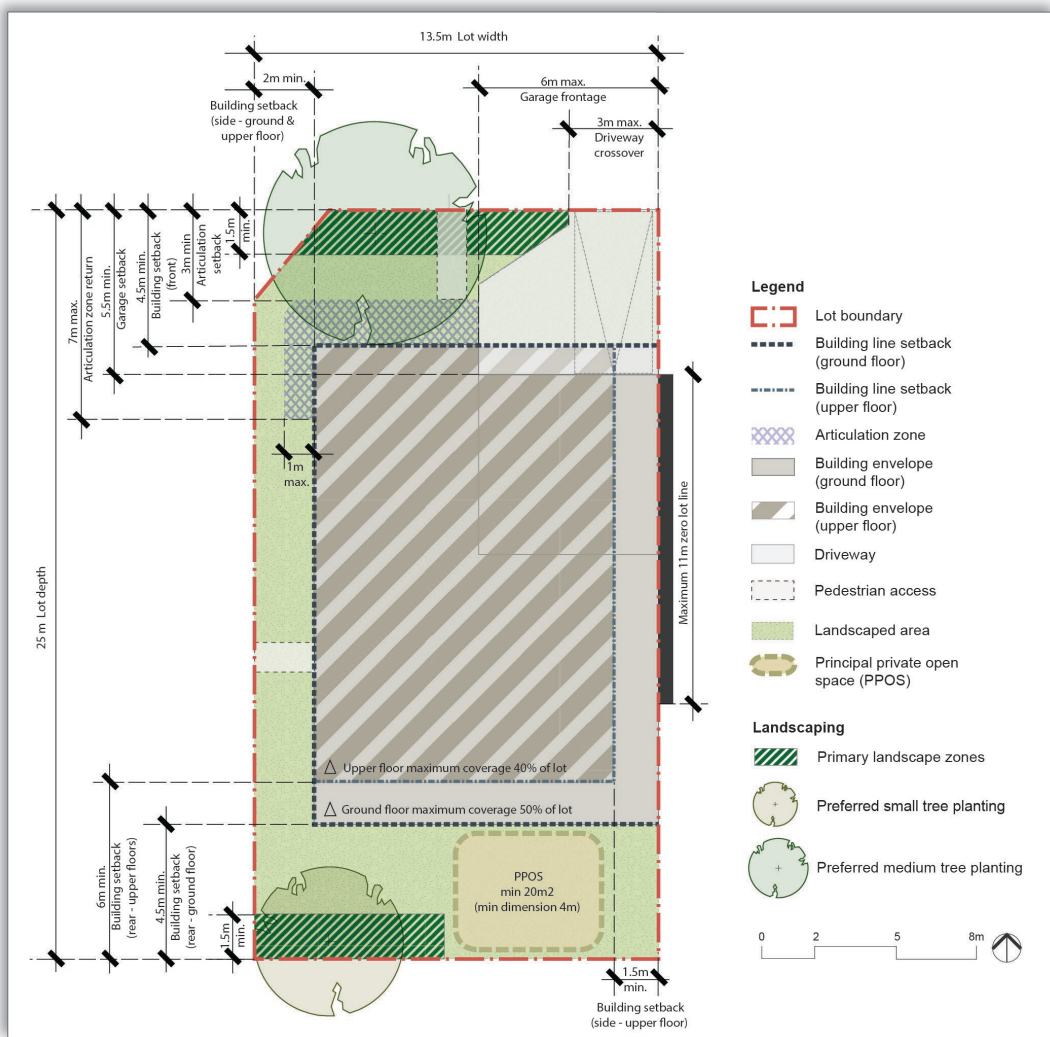 13.5m Lot width
2m min.
Building setback
(side - ground &
upper floor)
6m max.
Garage frontage
3m max.
Driveway
crossover
7m max.
Articulation zone return
5.5m min.
Garage setback
4.5m min.
Building setback
(front)
3m min
Articulation
setback
1.5m
min.
1m
max.
25 m Lot depth
Maximum 11m zero lot line
Upper floor maximum coverage 40% of lot
Ground floor maximum coverage 50% of lot
6m min.
Building setback
(rear - upper floors)
4.5m min.
Building setback
(rear - ground floor)
1.5m
min.
PPOS
min 20m2
(min dimension 4m)
1.5m
min.
Building setback
(side - upper floor)
Legend
Lot boundary
Building line setback
(ground floor)
Building line setback
(upper floor)
Articulation zone
Building envelope
(ground floor)
Building envelope
(upper floor)
Driveway
Pedestrian access
Landscaped area
Principal private open
space (PPOS)
Landscaping
Primary landscape zones
Preferred small tree planting
Preferred medium tree planting
0 2 5 8m